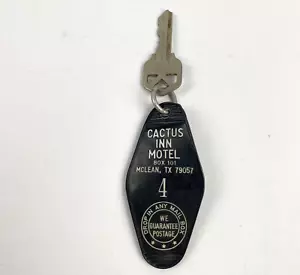 CACTUS
INN
MOTEL
BOX 101
MCLEAN, TX 79057
4
DROP IN ANY MAIL BOX
WE
GUARANTEE
POSTAGE